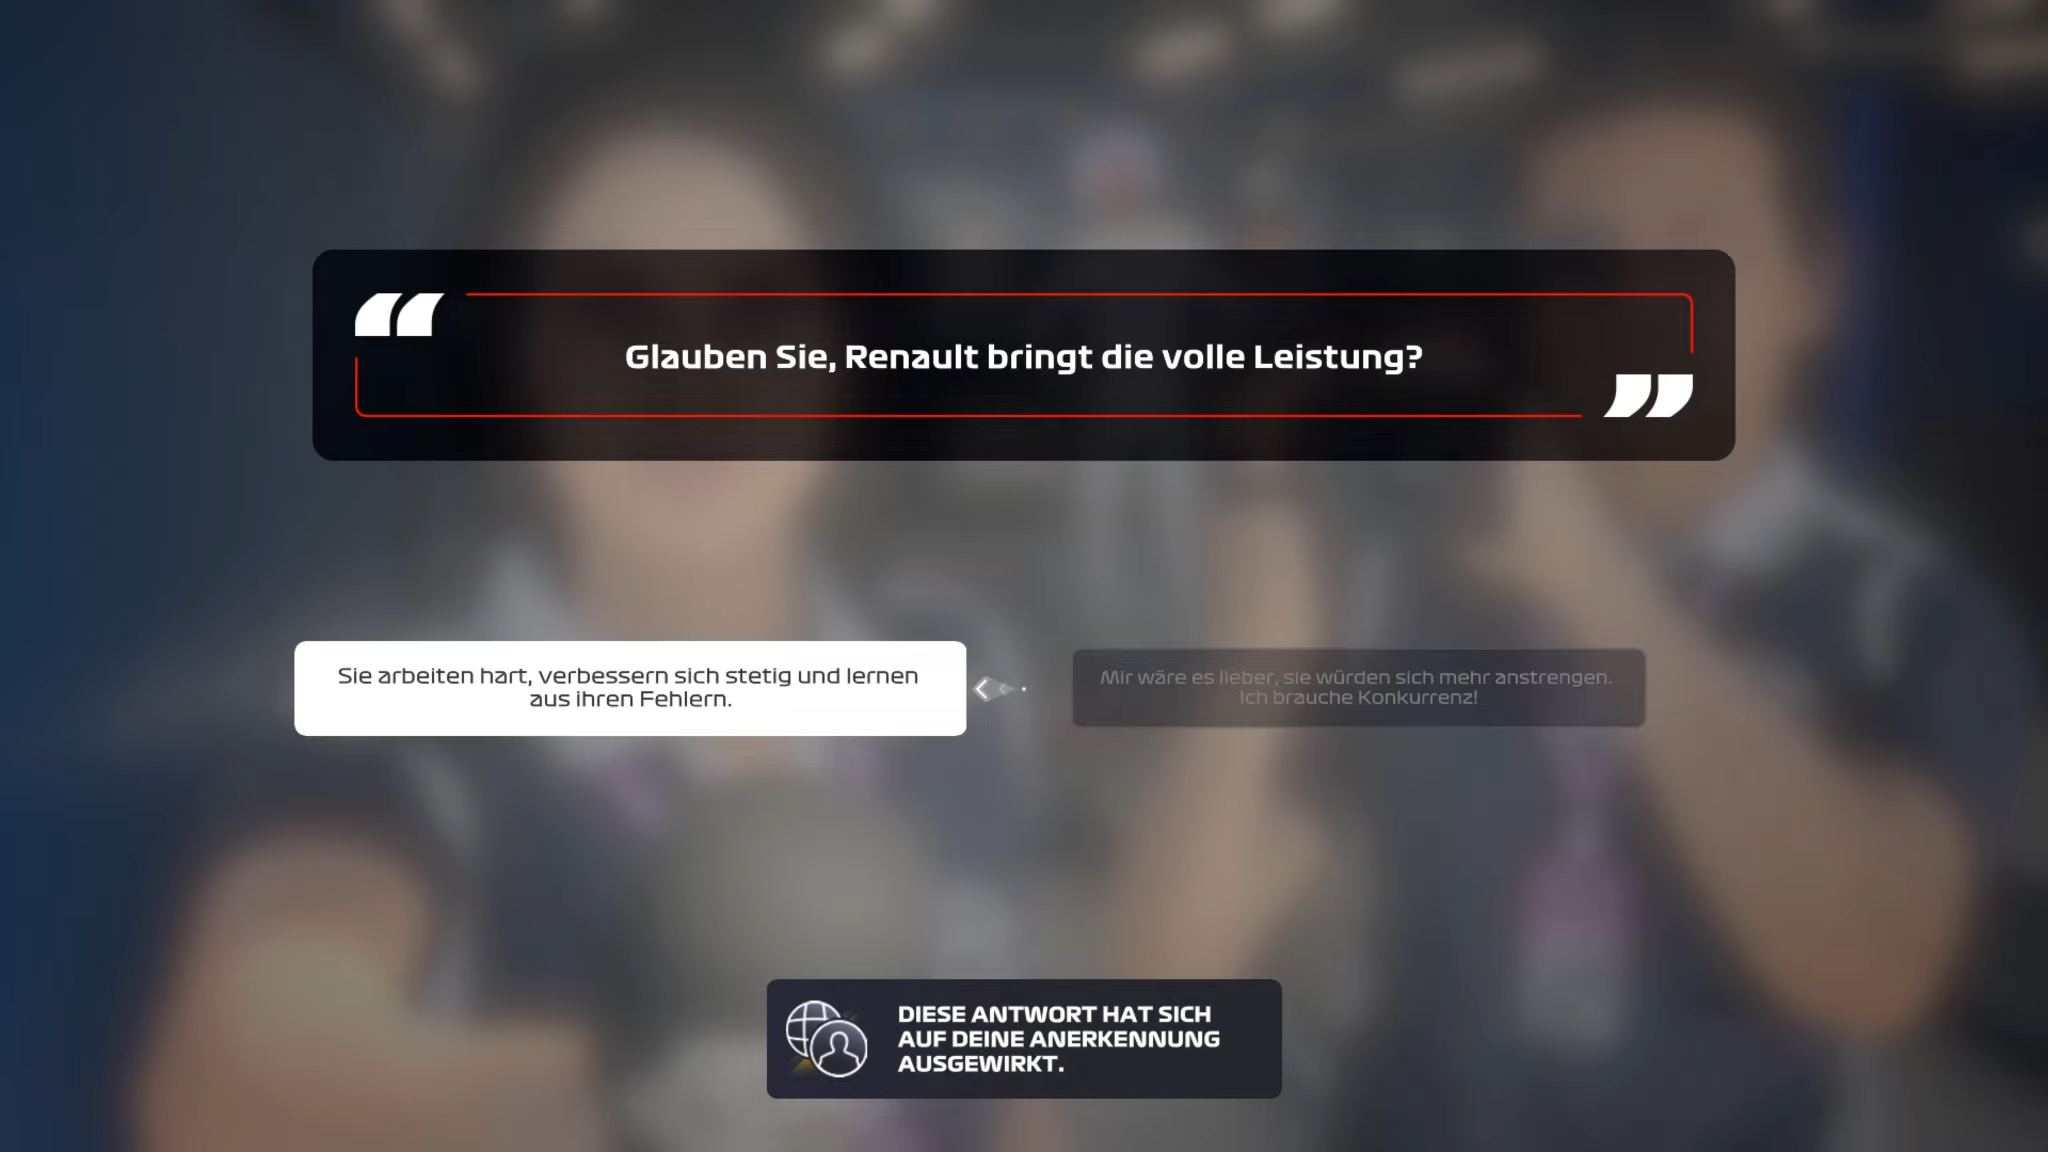 Glauben Sie, Renault bringt die volle Leistung?
Sie arbeiten hart, verbessern sich stetig und lernen
aus ihren Fehlern.
Mir wäre es lieber, sie würden sich mehr anstrengen.
Ich brauche Konkurrenz!
DIESE ANTWORT HAT SICH
AUF DEINE ANERKENNUNG
AUSGEWIRKT.